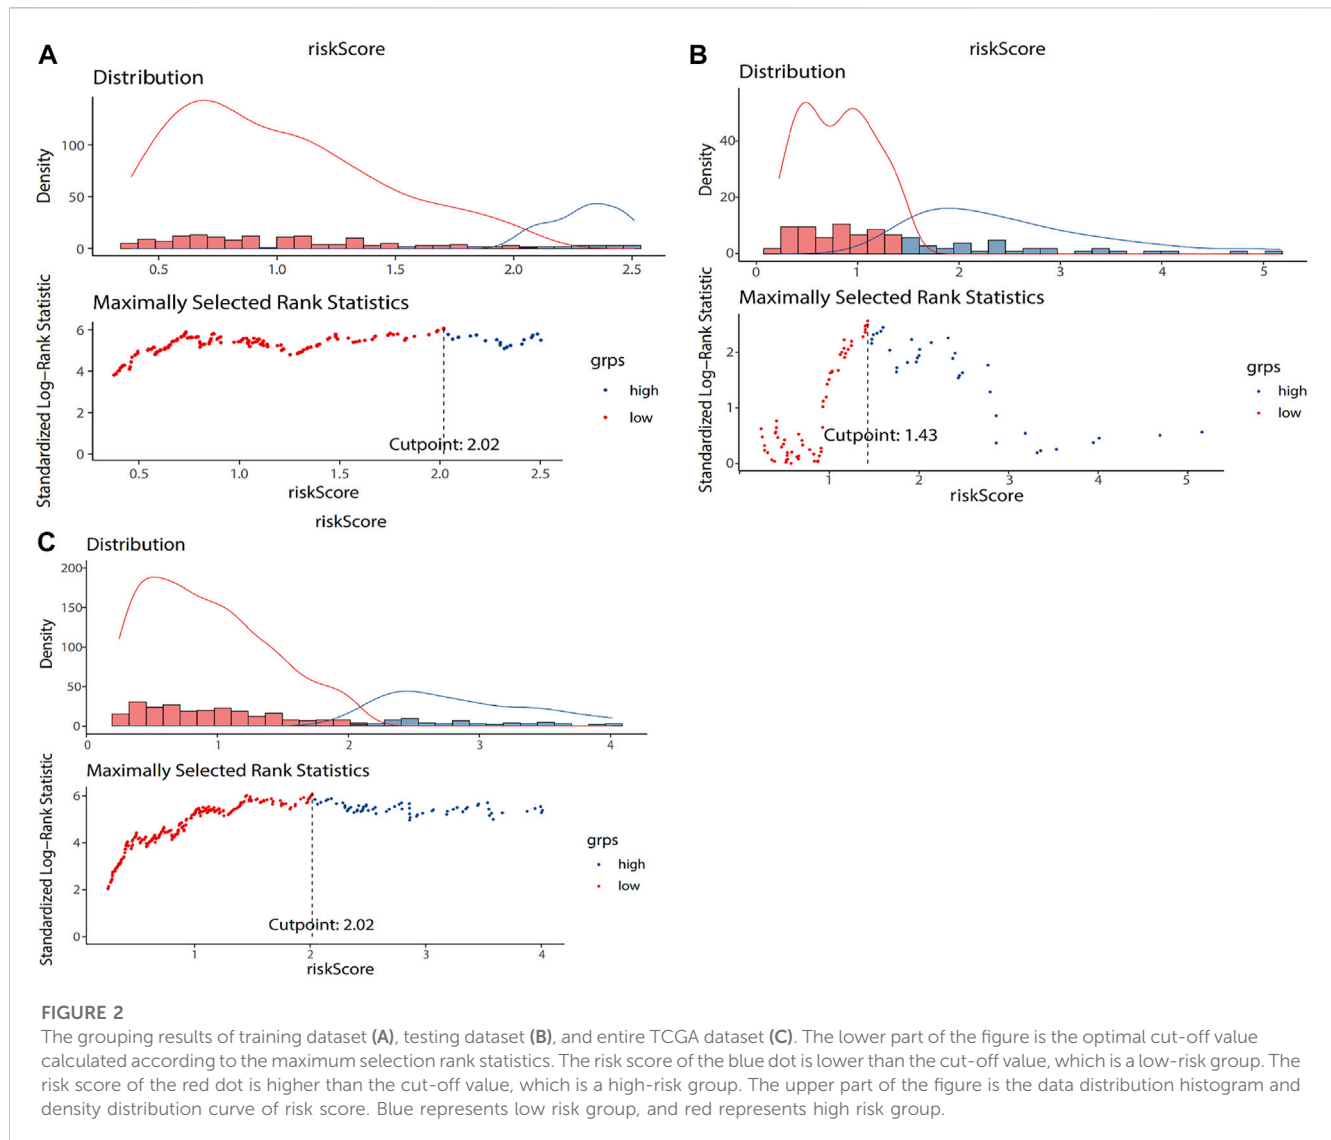 A
riskScore
Distribution
Density
100
50
0
0.5
1.0
1.5
2.0
2.5
Maximally Selected Rank Statistics
Standardized Log-Rank Statistic
6
4
2
0
Cutpoint: 2.02
0.5
1.0
1.5
2.0
2.5
riskScore
grps
high
low
B
riskScore
Distribution
Density
40
20
0
0
1
2
3
4
5
Maximally Selected Rank Statistics
Standardized Log-Rank Statistic
2
1
0
Cutpoint: 1.43
1
2
3
4
5
riskScore
grps
high
low
C
riskScore
Distribution
Density
200
150
100
50
0
0
1
2
3
4
Maximally Selected Rank Statistics
Standardized Log-Rank Statistic
6
4
2
0
Cutpoint: 2.02
1
2
3
4
riskScore
grps
high
low
FIGURE 2
The grouping results of training dataset (A), testing dataset (B), and entire TCGA dataset (C). The lower part of the figure is the optimal cut-off value
calculated according to the maximum selection rank statistics. The risk score of the blue dot is lower than the cut-off value, which is a low-risk group. The
risk score of the red dot is higher than the cut-off value, which is a high-risk group. The upper part of the figure is the data distribution histogram and
density distribution curve of risk score. Blue represents low risk group, and red represents high risk group.